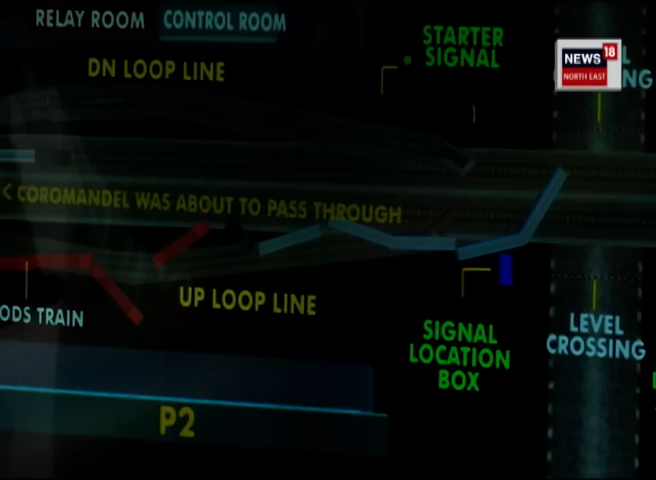 RELAY ROOM
CONTROL ROOM
DN LOOP LINE
STARTER
SIGNAL
NEWS 18
NORTH EAST
< COROMANDEL WAS ABOUT TO PASS THROUGH
UP LOOP LINE
TRAIN
SIGNAL
LOCATION
BOX
LEVEL
CROSSING
P2